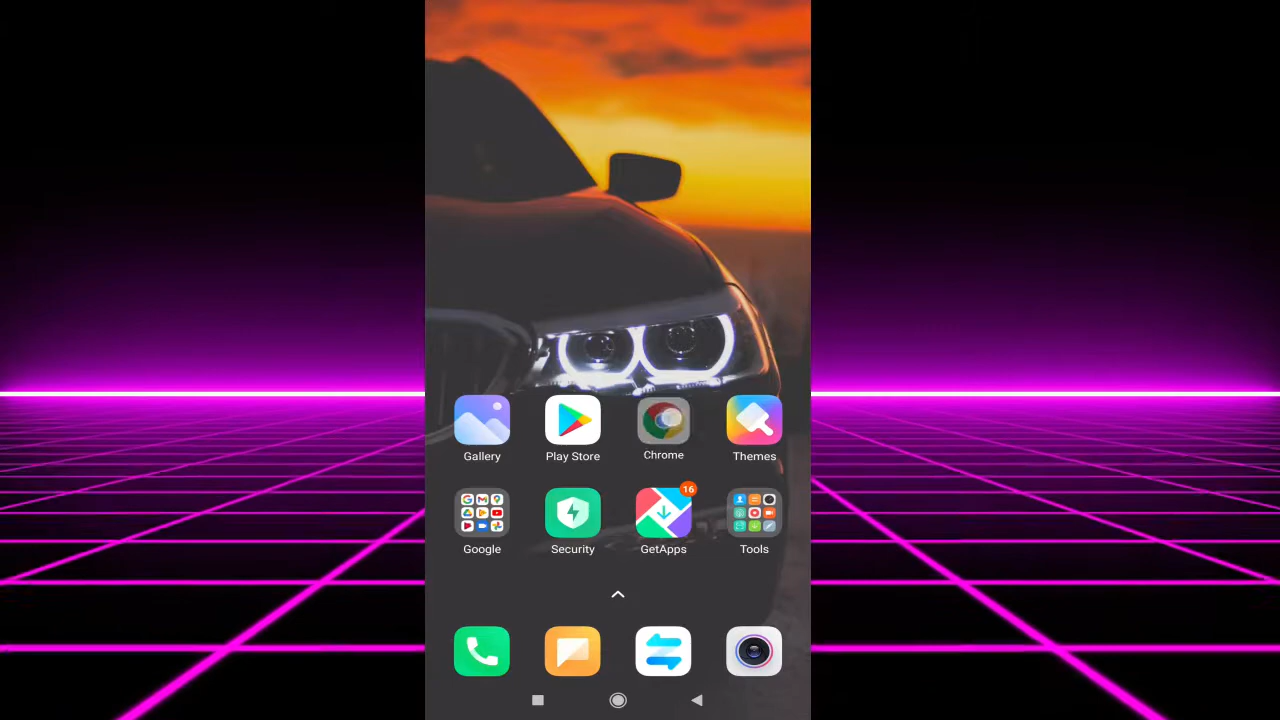 Gallery
Play Store
Chrome
Themes
16
Google
Security
GetApps
Tools